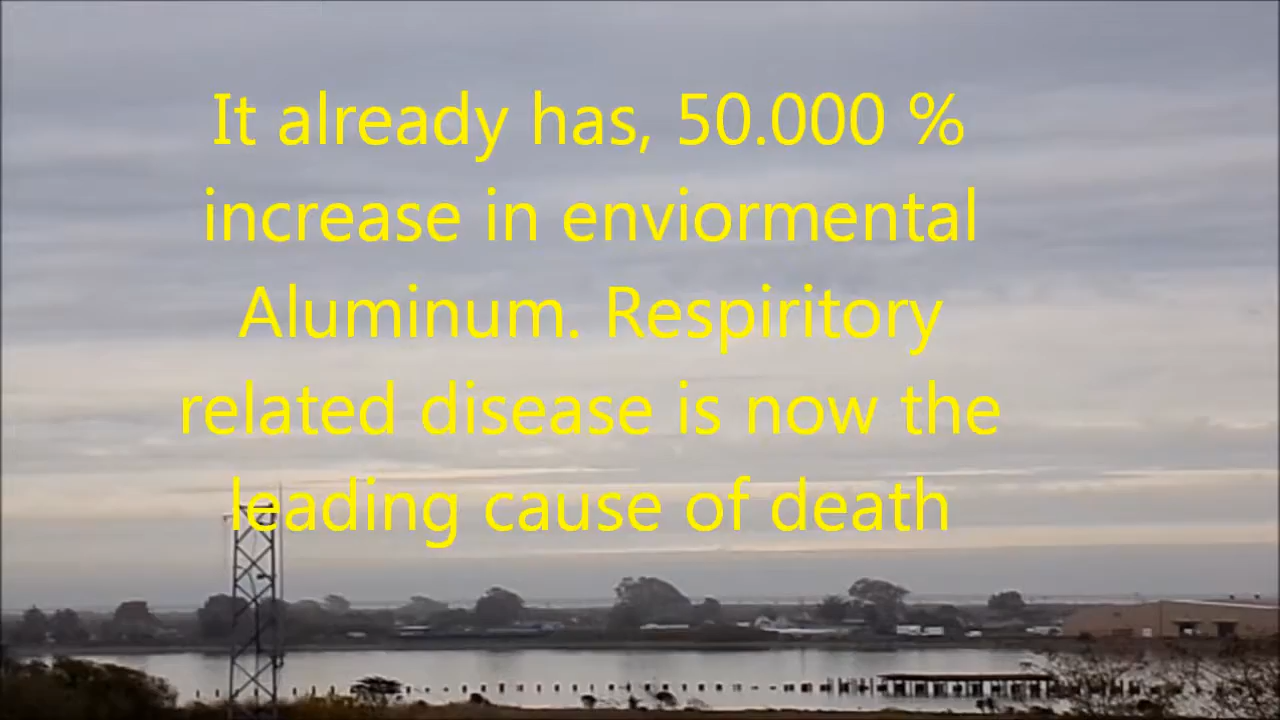 It already has, 50.000 %
increase in enviormental
Aluminum. Respiritory
related disease is now the
leading cause of death